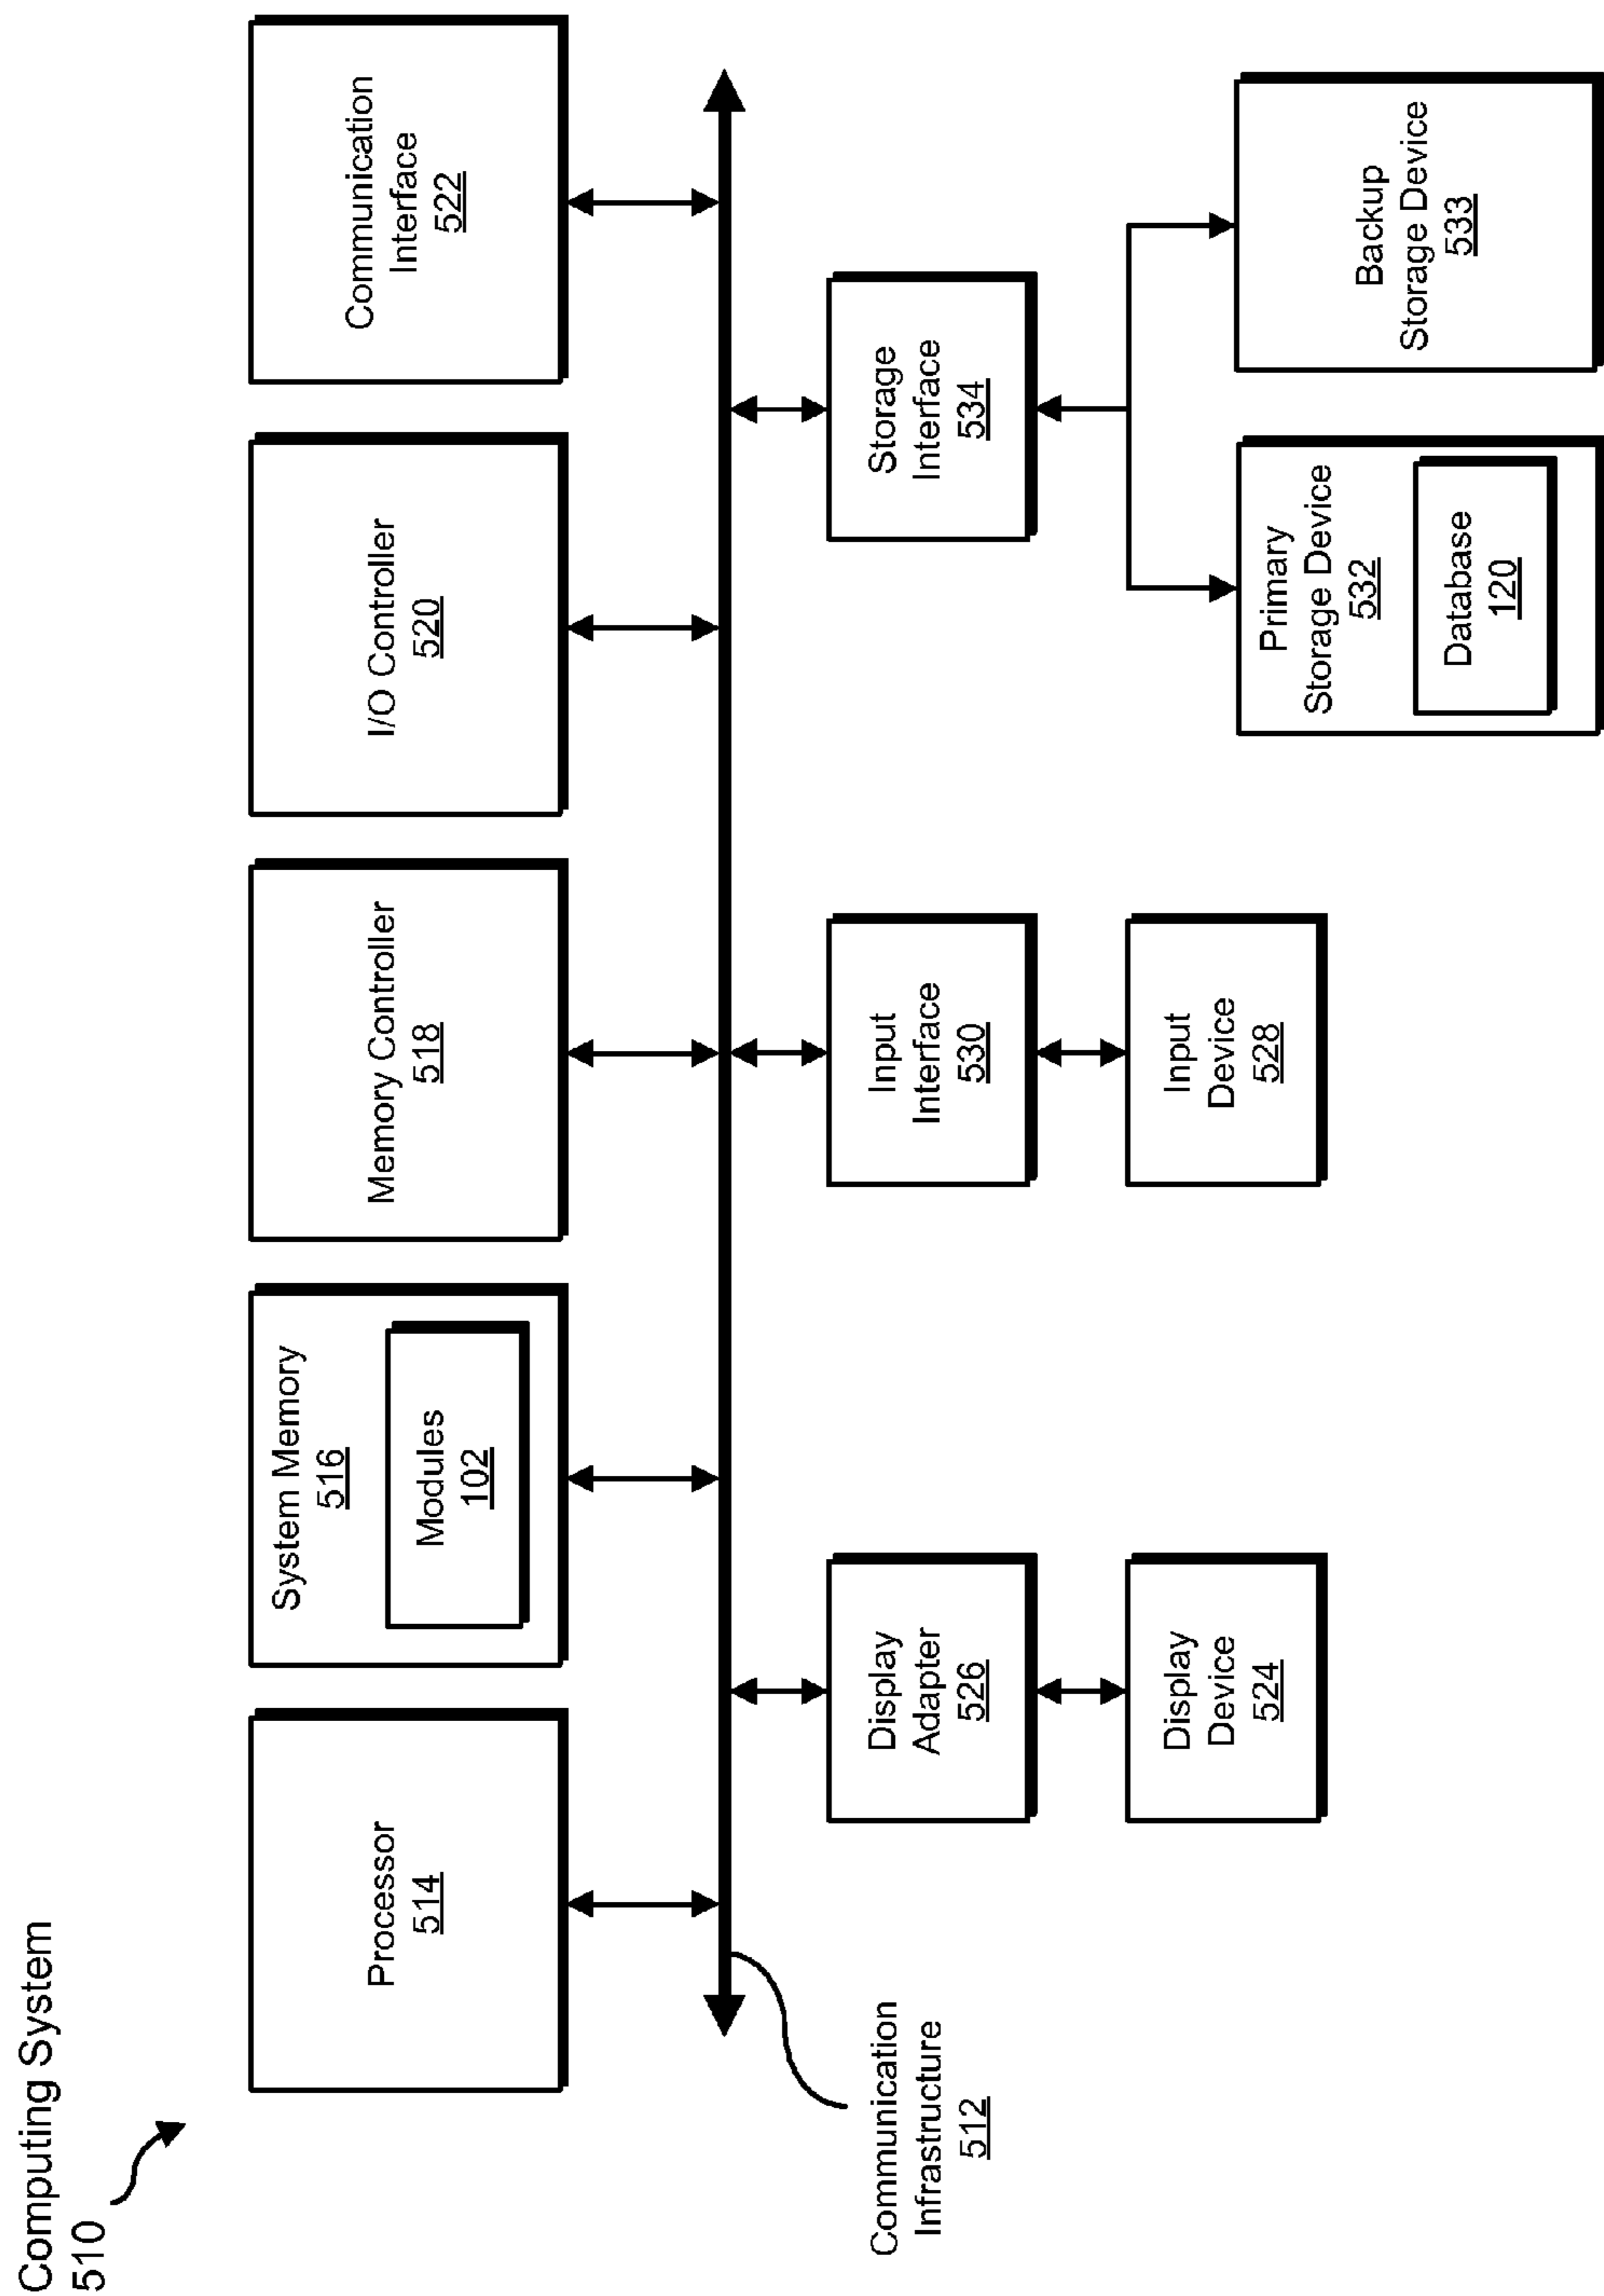 Computing System
510
Processor
514
System Memory
516
Modules
102
Memory Controller
518
I/O Controller
520
Communication
Interface
522
Communication
Infrastructure
512
Display
Adapter
526
Input
Interface
530
Storage
Interface
534
Display
Device
524
Input
Device
528
Primary
Storage Device
532
Database
120
Backup
Storage Device
533